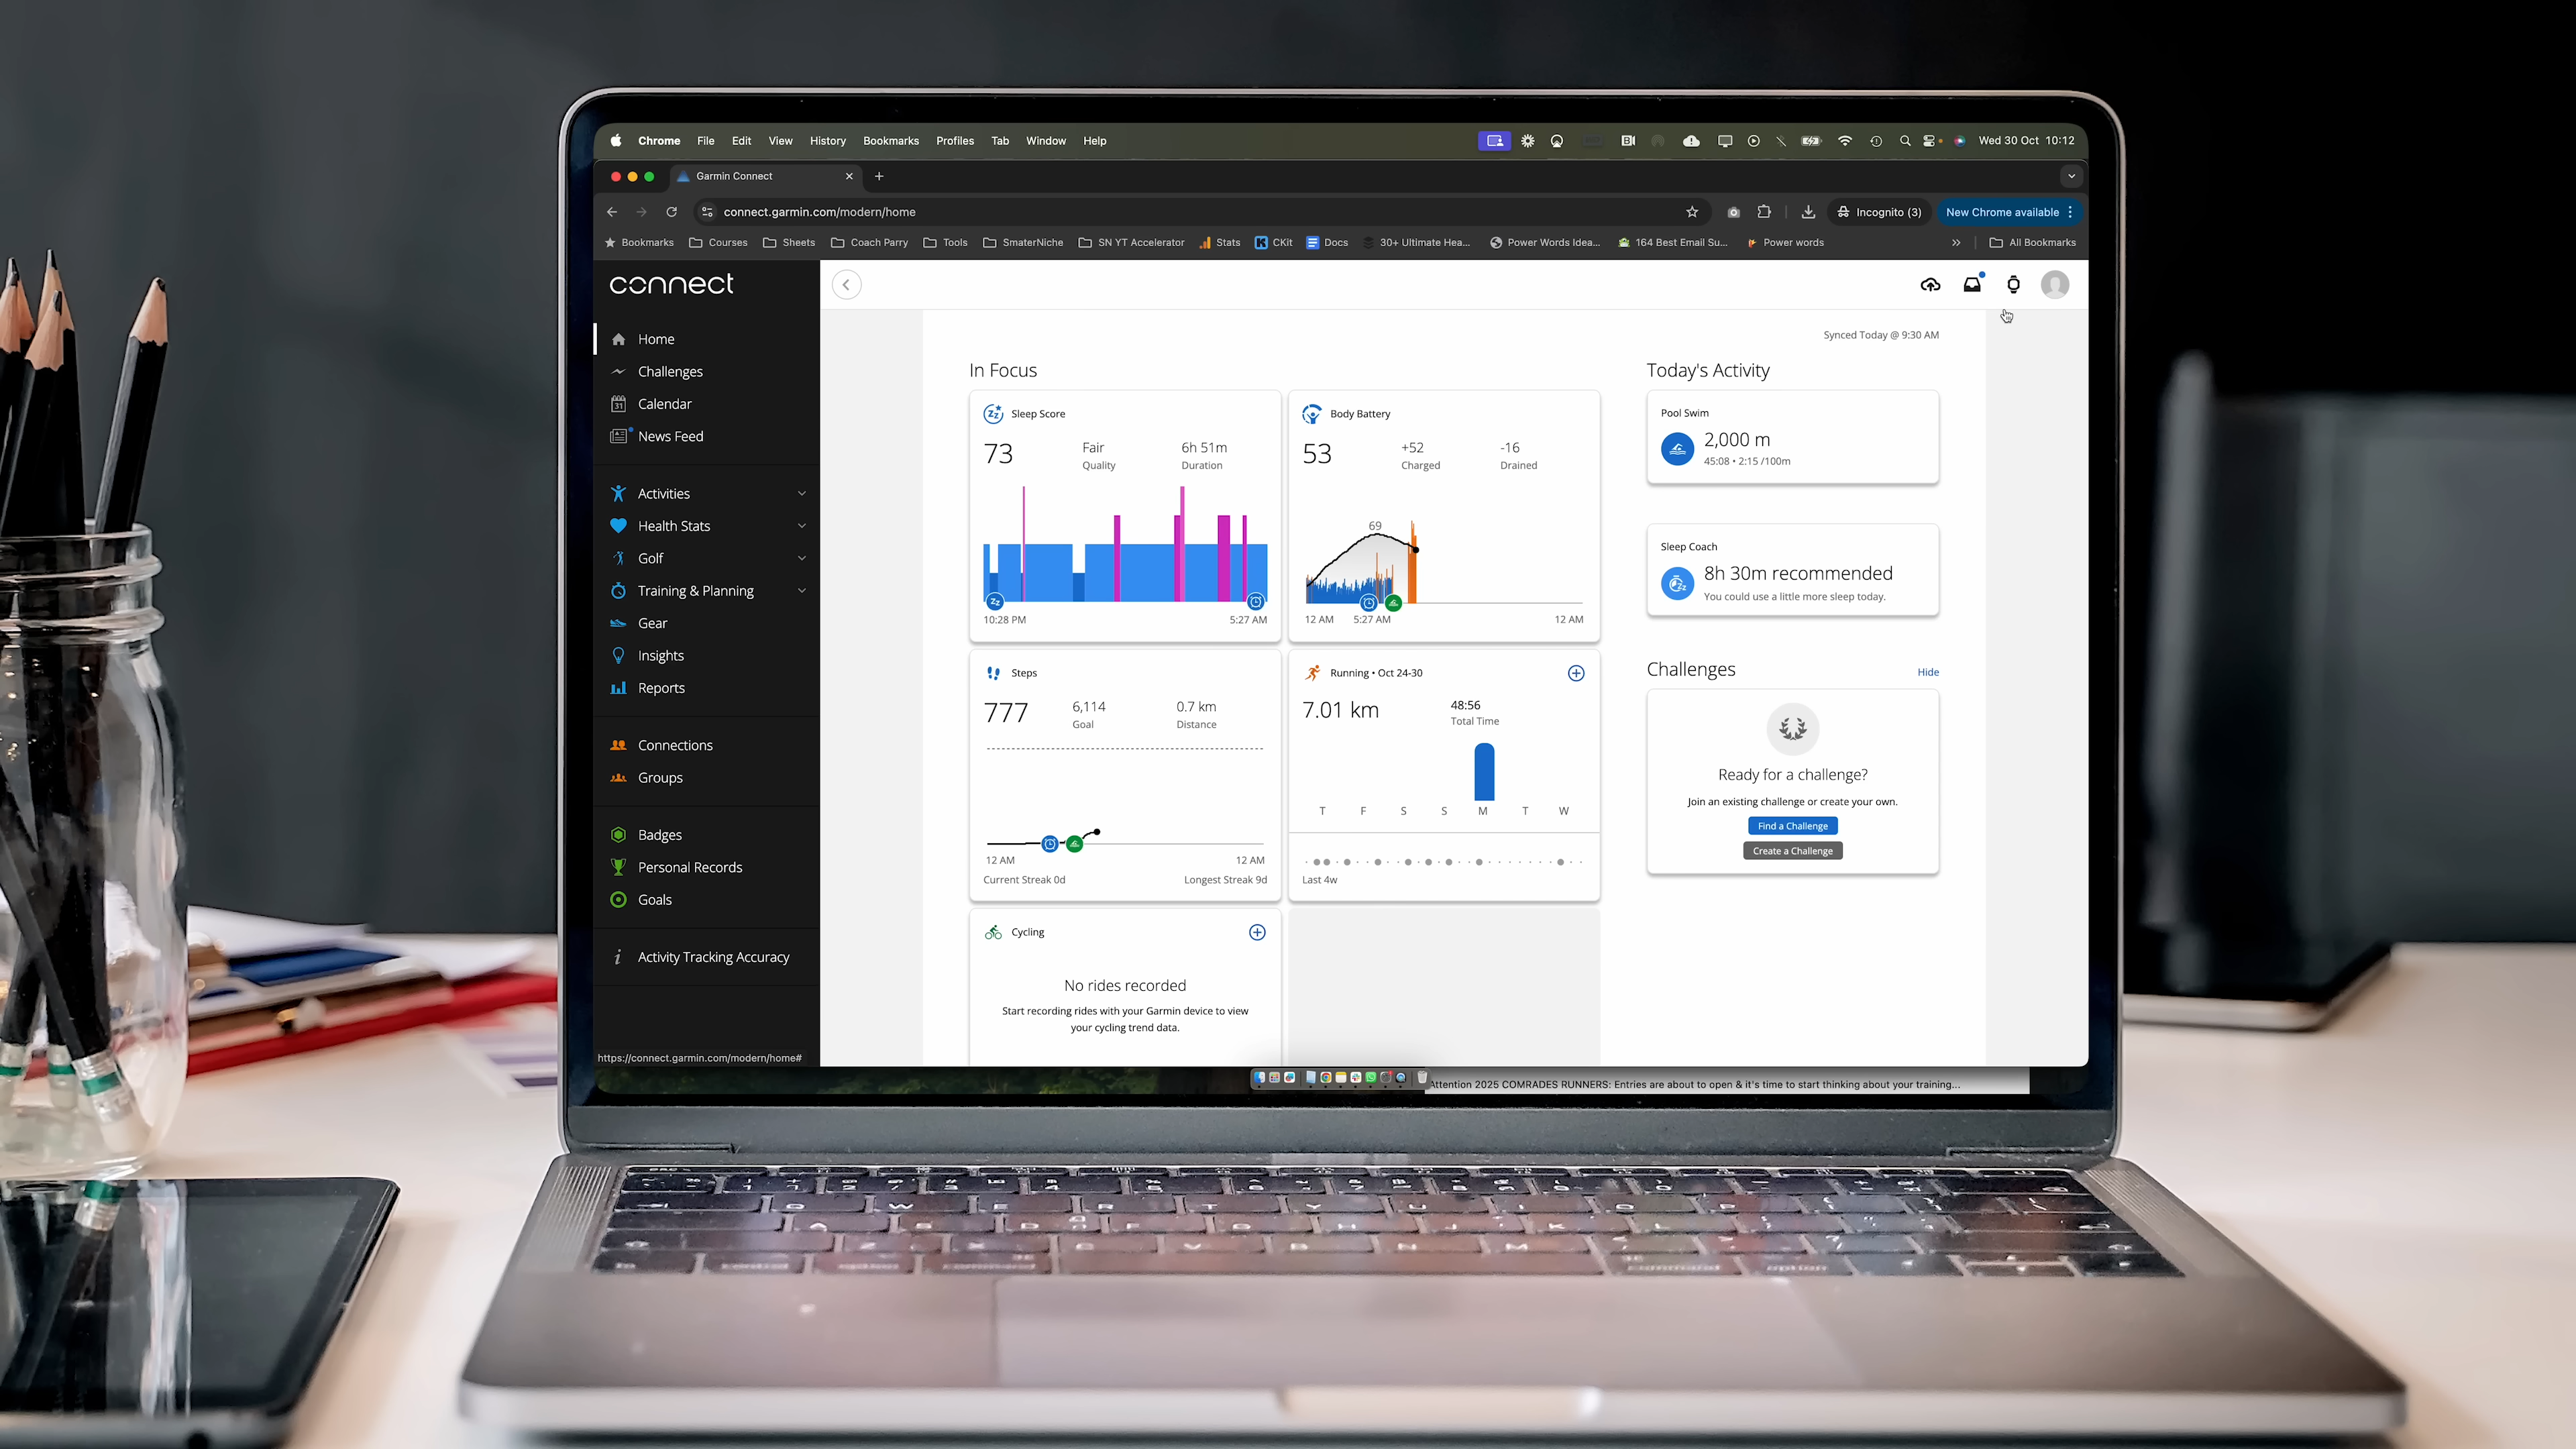 Chrome File Edit View History Bookmarks Profiles Tab Window Help
Wed 30 Oct 10:12
Garmin Connect
connect.garmin.com/modern/home
Incognito (3)
New Chrome available
Bookmarks Courses Sheets Coach Parry Tools SmaterNiche SN YT Accelerator Stats CKit Docs 30+ Ultimate Hea... Power Words Idea... 164 Best Email Su... Power words
All Bookmarks
connect
Home
Challenges
31
Calendar
News Feed
Activities
Health Stats
Golf
Training & Planning
Gear
Insights
Reports
Connections
Groups
Badges
Personal Records
Goals
Activity Tracking Accuracy
https://connect.garmin.com/modern/home#
Synced Today @ 9:30 AM
In Focus
Sleep Score
73
Fair
Quality
6h 51m
Duration
10:28 PM
5:27 AM
Body Battery
53
+52
Charged
-16
Drained
69
12 AM
5:27 AM
12 AM
Steps
777
6,114
Goal
0.7 km
Distance
12 AM
12 AM
Current Streak 0d
Longest Streak 9d
Running • Oct 24-30
7.01 km
48:56
Total Time
T F S S M T W
Last 4w
Cycling
No rides recorded
Start recording rides with your Garmin device to view
your cycling trend data.
Today's Activity
Pool Swim
2,000 m
45:08 • 2:15 /100m
Sleep Coach
8h 30m recommended
You could use a little more sleep today.
Challenges
Hide
Ready for a challenge?
Join an existing challenge or create your own.
Find a Challenge
Create a Challenge
Attention 2025 COMRADES RUNNERS: Entries are about to open & it's time to start thinking about your training...